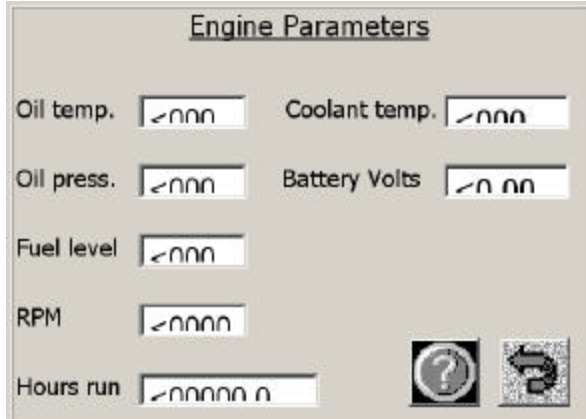 Engine Parameters
Oil temp. <000 Coolant temp. <000
Oil press. <000 Battery Volts <0.00
Fuel level <000
RPM <0000
Hours run <00000.0
?